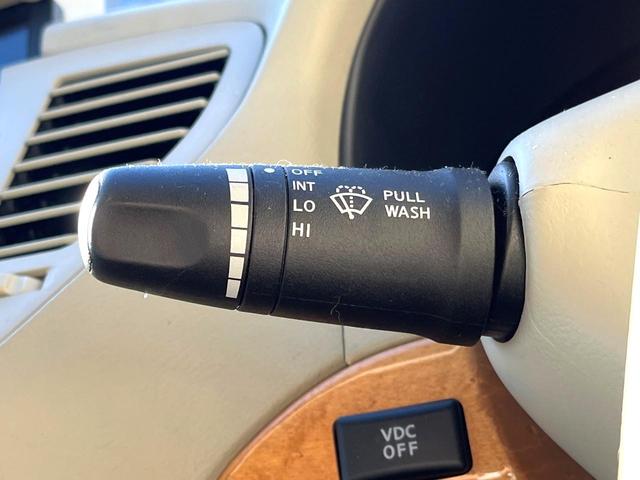 OFF
INT
LO
HI
PULL
WASH
VDC
OFF